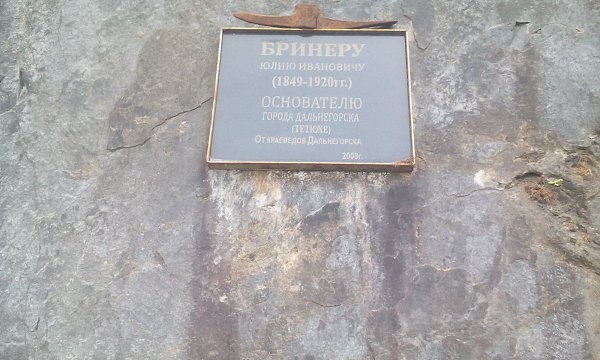 БРИНЕРУ
ЮЛИЮ ИВАНОВИЧУ
(1849-1920гг.)
ОСНОВАТЕЛЮ
ГОРОДА ДАЛЬНЕГОРСКА
(ТЕТЮХЕ)
ОТ КРАЕВЕДОВ ДАЛЬНЕГОРСКА
2009г.